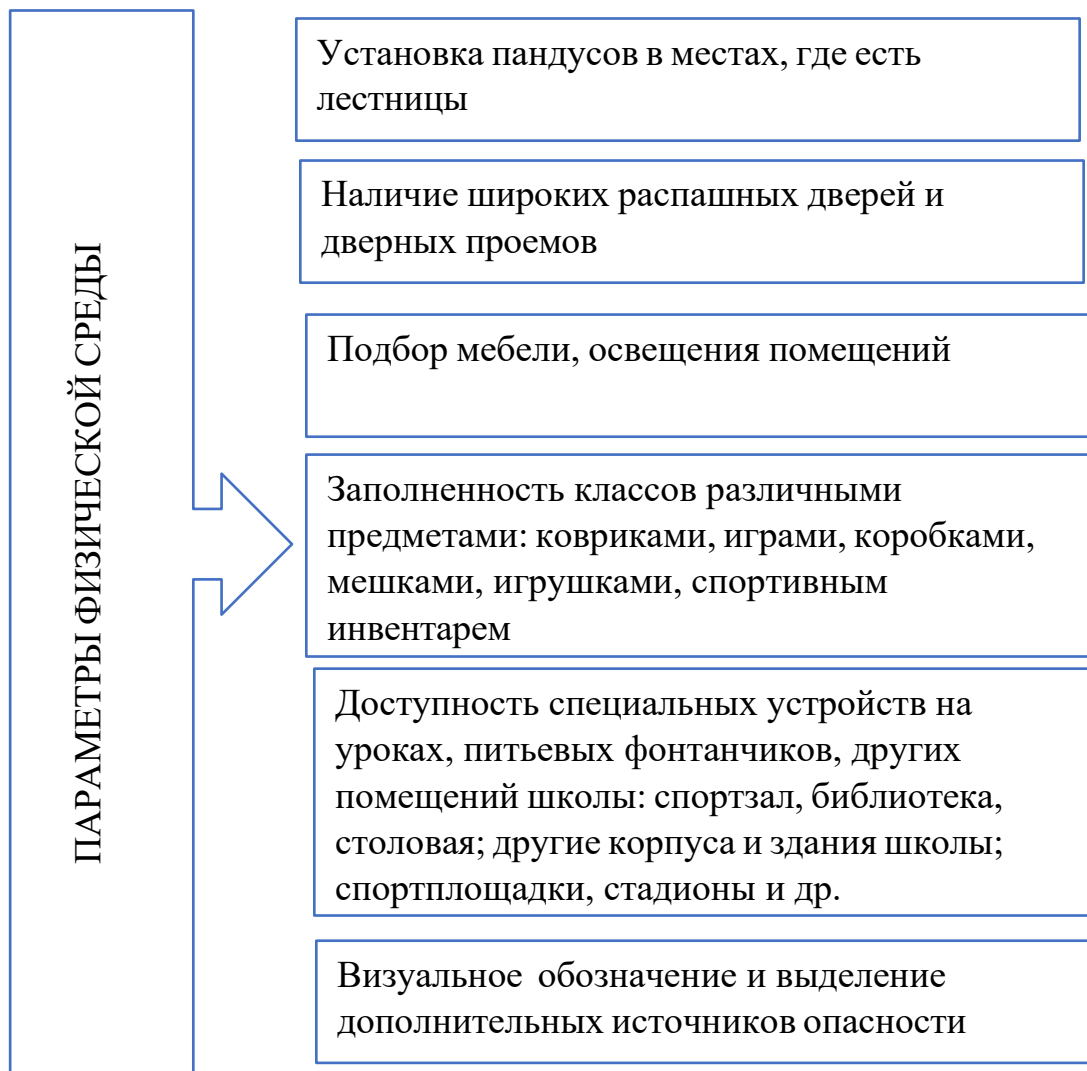 ПАРАМЕТРЫ ФИЗИЧЕСКОЙ СРЕДЫ
Установка пандусов в местах, где есть
лестницы
Наличие широких распашных дверей и
дверных проемов
Подбор мебели, освещения помещений
Заполненность классов различными
предметами: ковриками, играми, коробками,
мешками, игрушками, спортивным
инвентарем
Доступность специальных устройств на
уроках, питьевых фонтанчиков, других
помещений школы: спортзал, библиотека,
столовая; другие корпуса и здания школы;
спортплощадки, стадионы и др.
Визуальное обозначение и выделение
дополнительных источников опасности